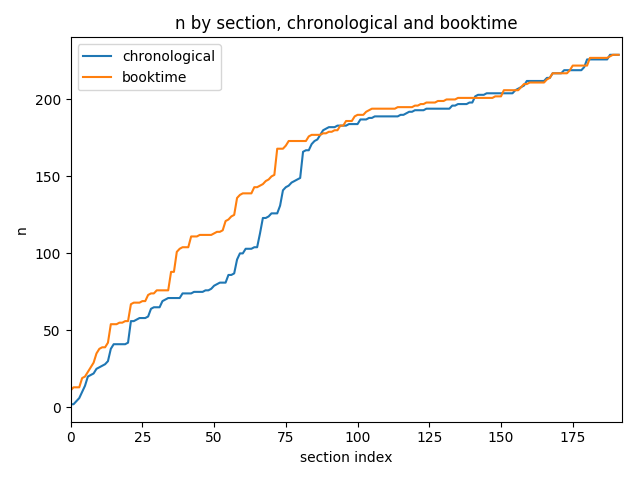 n by section, chronological and booktime
chronological
booktime
n
200
150
100
50
0
0 25 50 75 100 125 150 175
section index